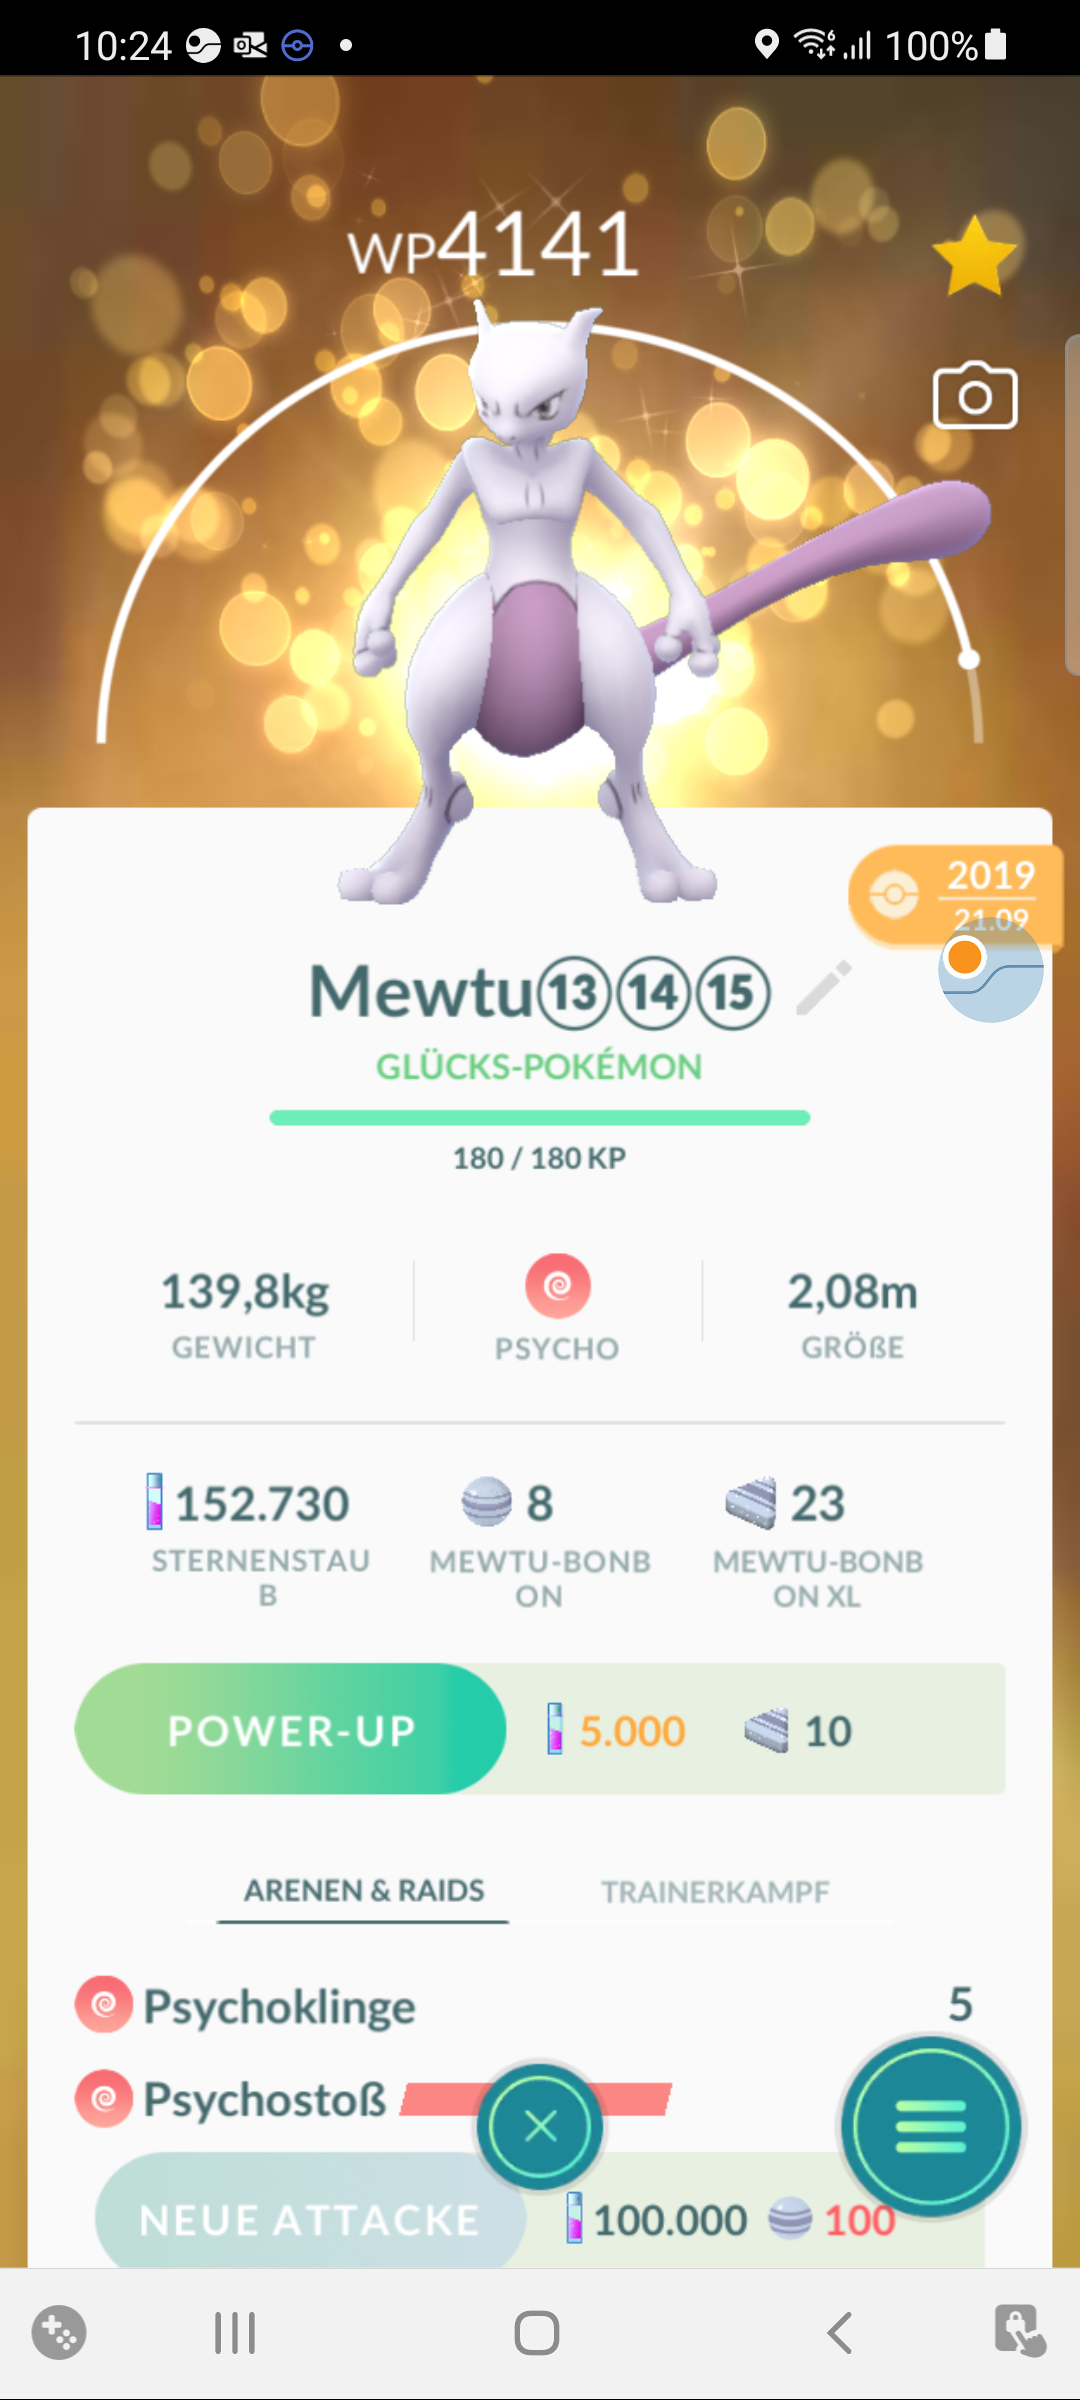 10:24
100%
WP4141
2019
21.09
Mewtu⑬⑭⑮
GLÜCKS-POKÉMON
180 / 180 KP
139,8kg
GEWICHT
PSYCHO
2,08m
GRÖßE
152.730
STERNENSTAU
B
8
MEWTU-BONB
ON
23
MEWTU-BONB
ON XL
POWER-UP
5.000
10
ARENEN & RAIDS
TRAINERKAMPF
Psychoklinge
5
Psychostoß
NEUE ATTACKE
100.000
100